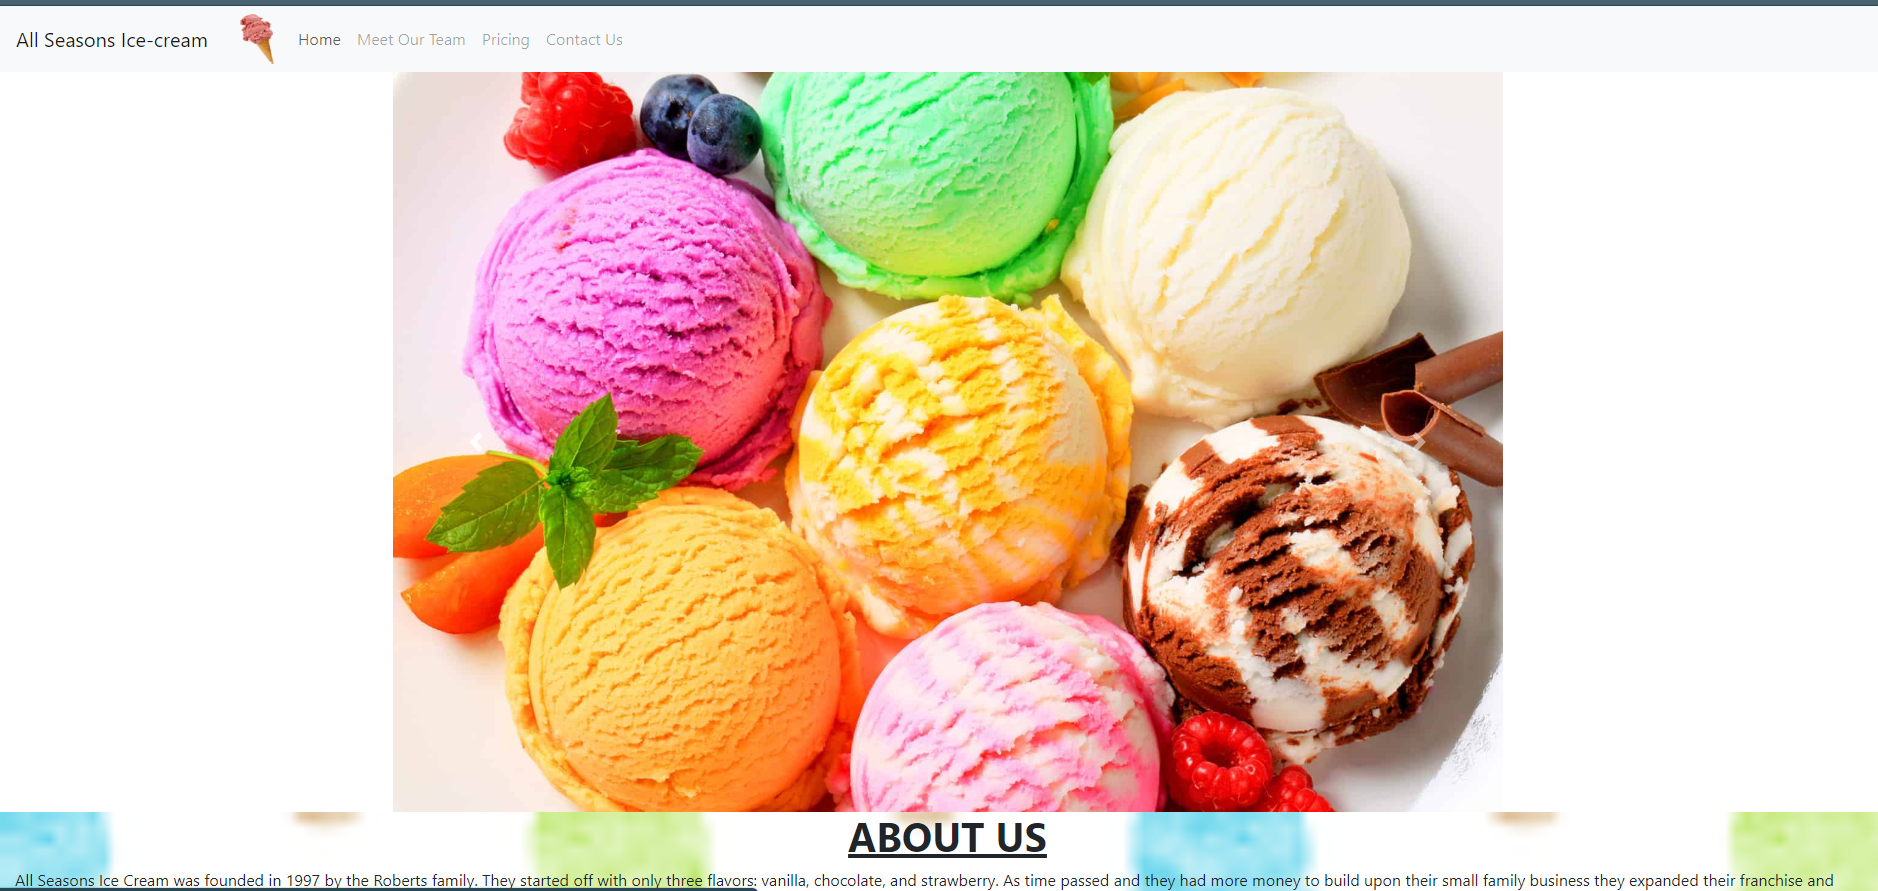 All Seasons Ice-cream Home Meet Our Team Pricing Contact Us
ABOUT US
All Seasons Ice Cream was founded in 1997 by the Roberts family. They started off with only three flavors: vanilla, chocolate, and strawberry. As time passed and they had more money to build upon their small family business they expanded their franchise and